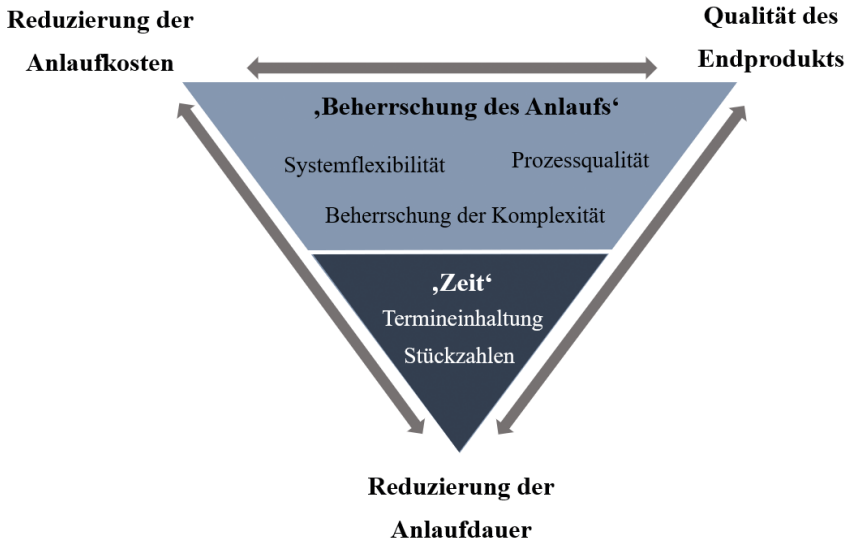 Reduzierung der
Anlaufkosten
Qualität des
Endprodukts
‚Beherrschung des Anlaufs‘
Systemflexibilität
Prozessqualität
Beherrschung der Komplexität
‚Zeit‘
Termineinhaltung
Stückzahlen
Reduzierung der
Anlaufdauer